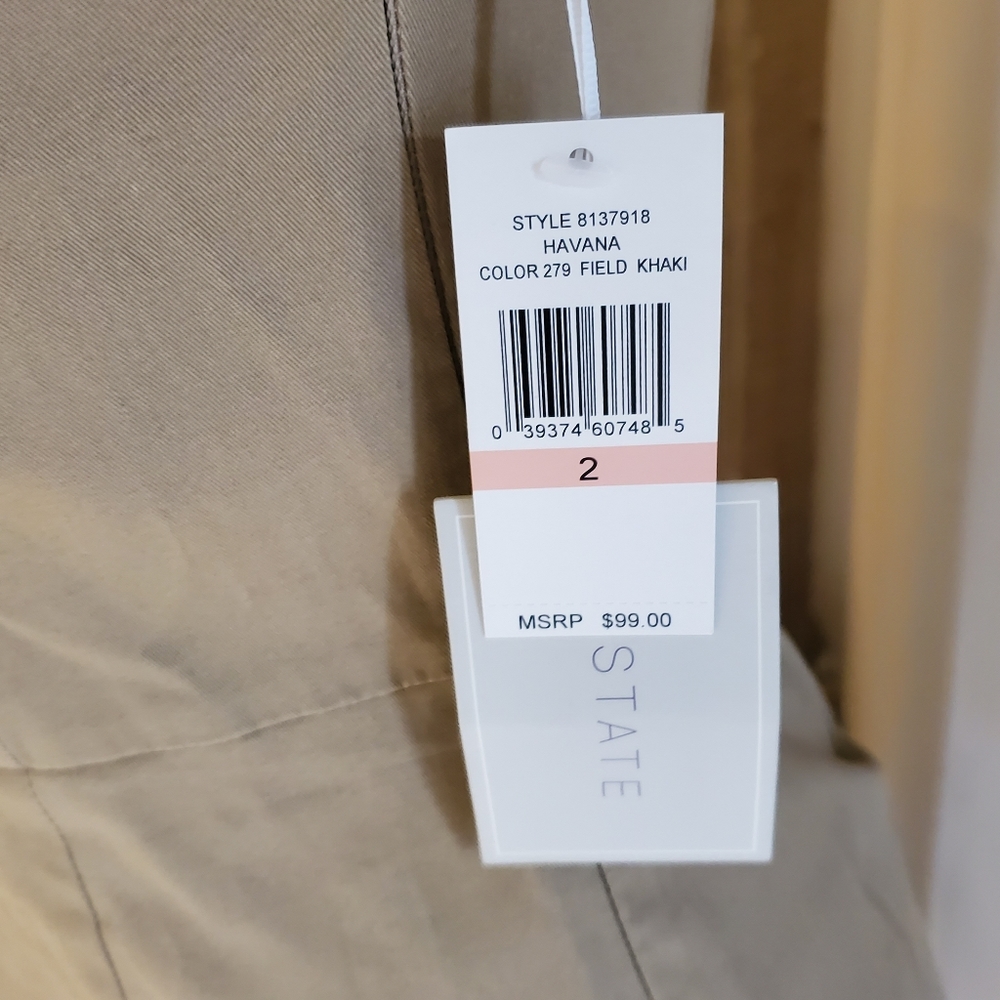 STYLE 8137918
HAVANA
COLOR 279 FIELD KHAKI
0 39374 60748 5
2
MSRP $99.00
STATE